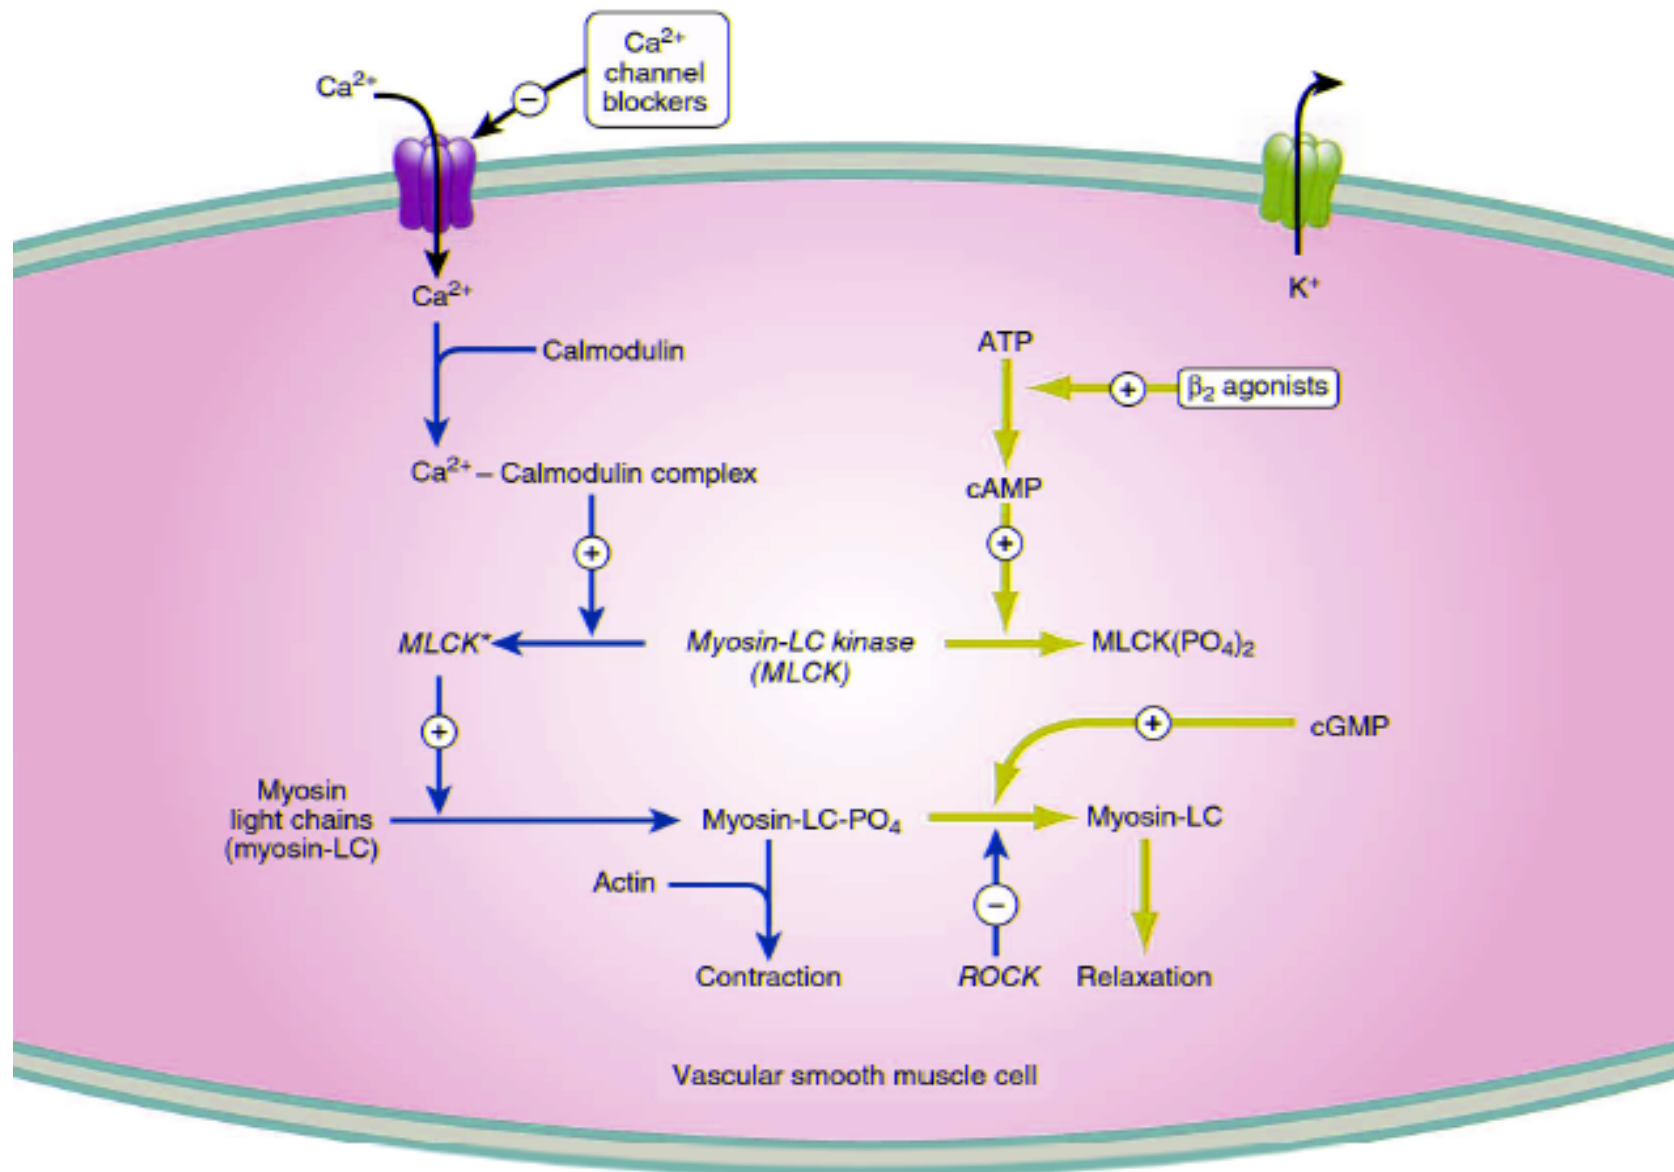 Ca²⁺
channel
blockers
Ca²⁺
−
Ca²⁺
K⁺
Calmodulin
ATP
+
β₂ agonists
Ca²⁺ – Calmodulin complex
cAMP
+
+
MLCK*
Myosin-LC kinase
(MLCK)
MLCK(PO₄)₂
+
+
cGMP
Myosin
light chains
(myosin-LC)
Myosin-LC-PO₄
Myosin-LC
Actin
−
Contraction
ROCK
Relaxation
Vascular smooth muscle cell